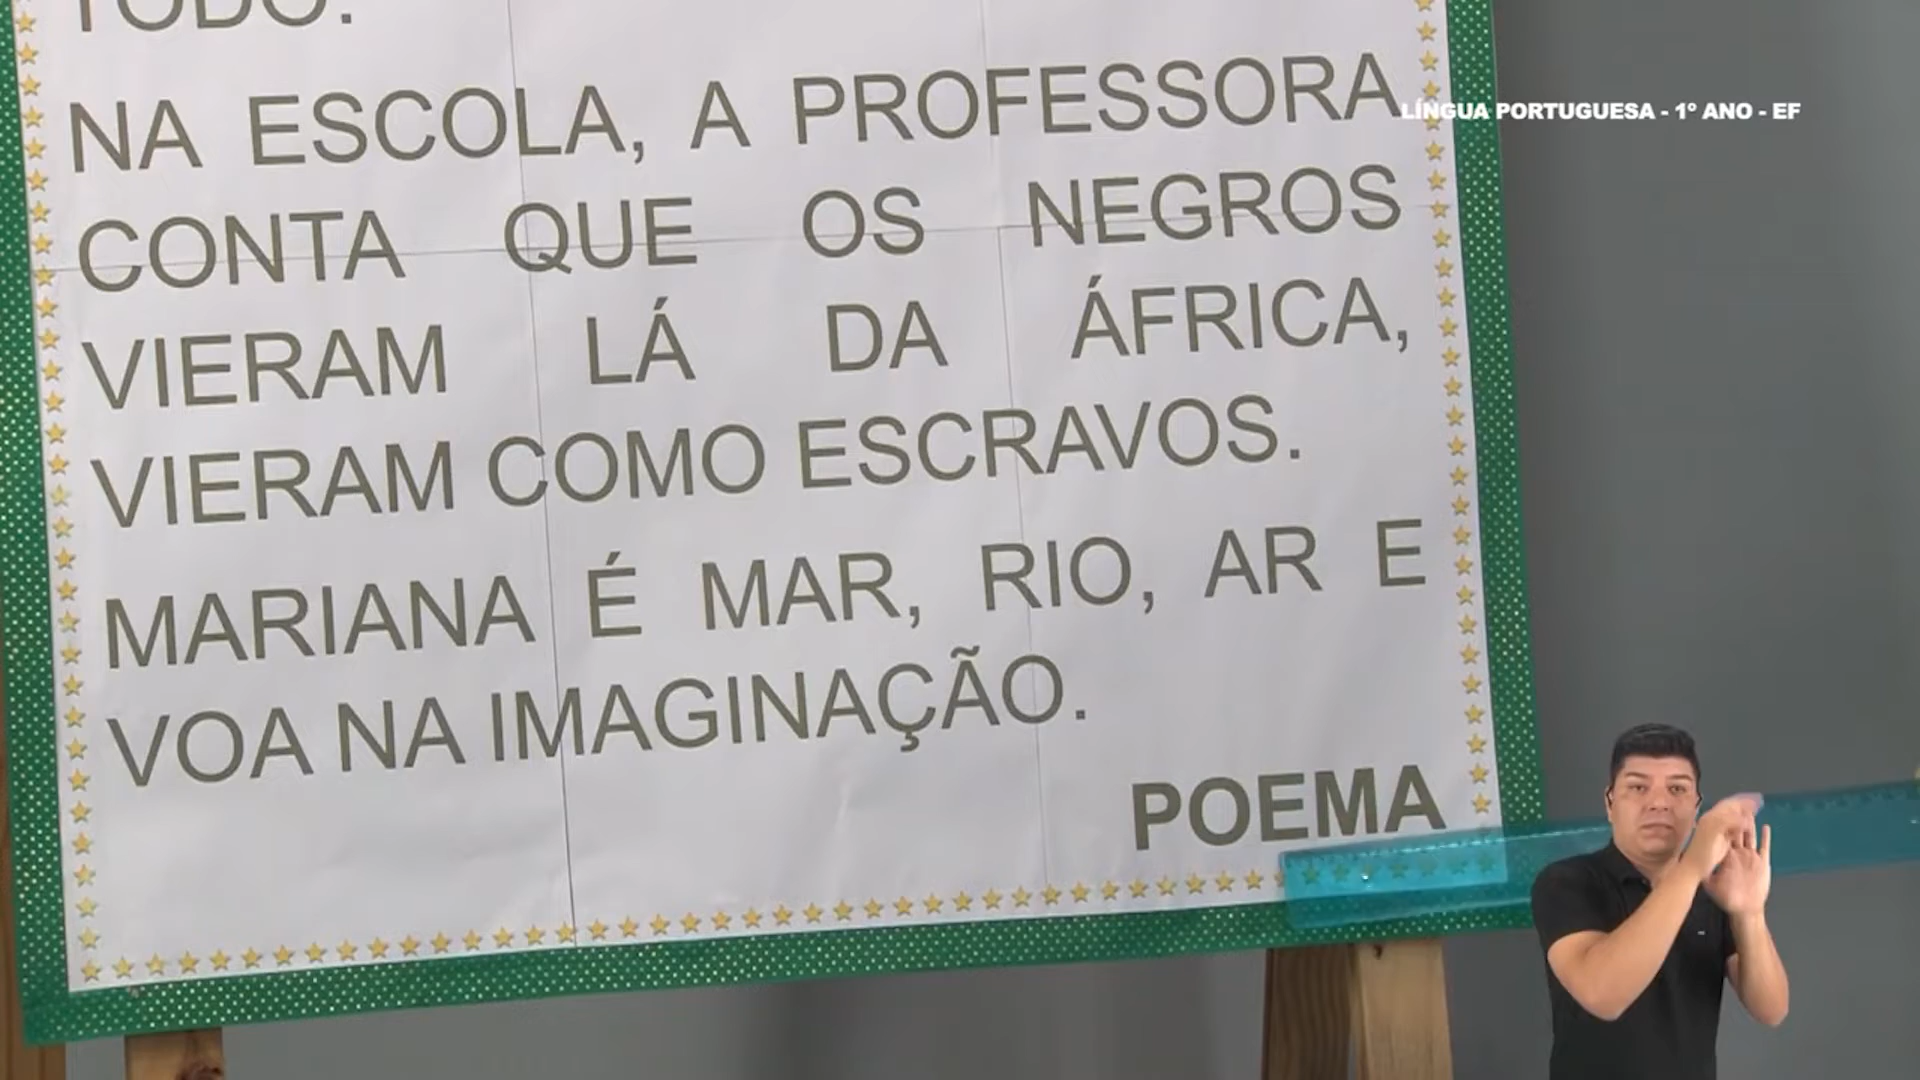 TODO.
NA ESCOLA, A PROFESSORA
CONTA QUE OS NEGROS
VIERAM LÁ DA ÁFRICA,
VIERAM COMO ESCRAVOS.
MARIANA É MAR, RIO, AR E
VOA NA IMAGINAÇÃO.
POEMA
LÍNGUA PORTUGUESA - 1º ANO - EF